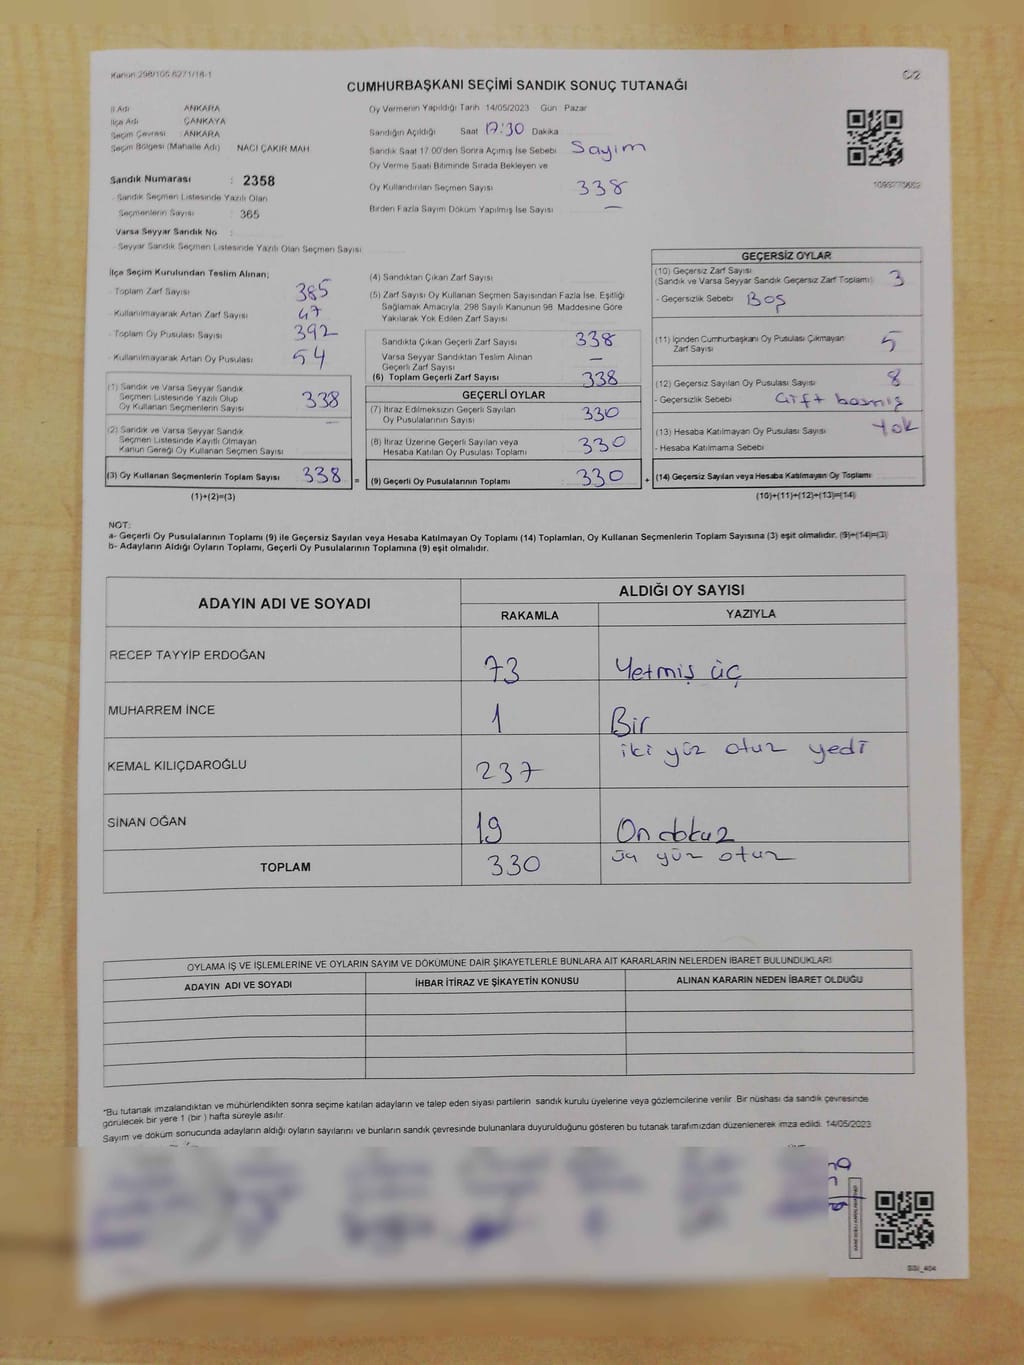 Kanun 298/105 6271/16-1
C/2
CUMHURBAŞKANI SEÇİMİ SANDIK SONUÇ TUTANAĞI
İl Adı ANKARA
İlçe Adı ÇANKAYA
Seçim Çevresi : ANKARA
Seçim Bölgesi (Mahalle Adı) NACİ ÇAKIR MAH
Sandık Numarası : 2358
- Sandık Seçmen Listesinde Yazılı Olan
Seçmenlerin Sayısı : 365
Varsa Seyyar Sandık No :
- Seyyar Sandık Seçmen Listesinde Yazılı Olan Seçmen Sayısı
Oy Vermenin Yapıldığı Tarih 14/05/2023 Gün Pazar
Sandığın Açıldığı Saat 17:30 Dakika
Sandık Saat 17.00'den Sonra Açımış İse Sebebi Sayım
Oy Verme Saati Bitiminde Sırada Bekleyen ve
Oy Kullandırılan Seçmen Sayısı 338
Birden Fazla Sayım Döküm Yapılmış İse Sayısı —
1093770652
İlçe Seçim Kurulundan Teslim Alınan;
- Toplam Zarf Sayısı 385
- Kullanılmayarak Artan Zarf Sayısı 47
- Toplam Oy Pusulası Sayısı 392
- Kullanılmayarak Artan Oy Pusulası 54
(1) Sandık ve Varsa Seyyar Sandık
Seçmen Listesinde Yazılı Olup
Oy Kullanan Seçmenlerin Sayısı 338
(2) Sandık ve Varsa Seyyar Sandık
Seçmen Listesinde Kayıtlı Olmayan
Kanun Gereği Oy Kullanan Seçmen Sayısı —
(3) Oy Kullanan Seçmenlerin Toplam Sayısı 338 =
(1)+(2)=(3)
(4) Sandıktan Çıkan Zarf Sayısı
(5) Zarf Sayısı Oy Kullanan Seçmen Sayısından Fazla İse, Eşitliği
Sağlamak Amacıyla, 298 Sayılı Kanunun 98. Maddesine Göre
Yakılarak Yok Edilen Zarf Sayısı
Sandıkta Çıkan Geçerli Zarf Sayısı 338
Varsa Seyyar Sandıktan Teslim Alınan
Geçerli Zarf Sayısı —
(6) Toplam Geçerli Zarf Sayısı 338
GEÇERLİ OYLAR
(7) İtiraz Edilmeksizin Geçerli Sayılan
Oy Pusulalarının Sayısı 330
(8) İtiraz Üzerine Geçerli Sayılan veya
Hesaba Katılan Oy Pusulası Toplamı 330
(9) Geçerli Oy Pusulalarının Toplamı 330 +
GEÇERSİZ OYLAR
(10) Geçersiz Zarf Sayısı
(Sandık ve Varsa Seyyar Sandık Geçersiz Zarf Toplamı) 3
- Geçersizlik Sebebi Boş
(11) İçinden Cumhurbaşkanı Oy Pusulası Çıkmayan
Zarf Sayısı 5
(12) Geçersiz Sayılan Oy Pusulası Sayısı 8
- Geçersizlik Sebebi Çift basmış
(13) Hesaba Katılmayan Oy Pusulası Sayısı Yok
- Hesaba Katılmama Sebebi
(14) Geçersiz Sayılan veya Hesaba Katılmayan Oy Toplamı
(10)+(11)+(12)+(13)=(14)
NOT:
a- Geçerli Oy Pusulalarının Toplamı (9) ile Geçersiz Sayılan veya Hesaba Katılmayan Oy Toplamı (14) Toplamları, Oy Kullanan Seçmenlerin Toplam Sayısına (3) eşit olmalıdır. (9)+(14)=(3)
b- Adayların Aldığı Oyların Toplamı, Geçerli Oy Pusulalarının Toplamına (9) eşit olmalıdır.
ADAYIN ADI VE SOYADI
ALDIĞI OY SAYISI
RAKAMLA YAZIYLA
RECEP TAYYİP ERDOĞAN 73 Yetmiş üç
MUHARREM İNCE 1 Bir
KEMAL KILIÇDAROĞLU 237 iki yüz otuz yedi
SİNAN OĞAN 19 On dokuz
TOPLAM 330 üç yüz otuz
OYLAMA İŞ VE İŞLEMLERİNE VE OYLARIN SAYIM VE DÖKÜMÜNE DAİR ŞİKAYETLERLE BUNLARA AİT KARARLARIN NELERDEN İBARET BULUNDUKLARI
ADAYIN ADI VE SOYADI İHBAR İTİRAZ VE ŞİKAYETİN KONUSU ALINAN KARARIN NEDEN İBARET OLDUĞU
*Bu tutanak imzalandıktan ve mühürlendikten sonra seçime katılan adayların ve talep eden siyasi partilerin sandık kurulu üyelerine veya gözlemcilerine verilir. Bir nüshası da sandık çevresinde
görülecek bir yere 1 (bir ) hafta süreyle asılır.
Sayım ve döküm sonucunda adayların aldığı oyların sayılarını ve bunların sandık çevresinde bulunanlara duyurulduğunu gösteren bu tutanak tarafımızdan düzenlenerek imza edildi. 14/05/2023